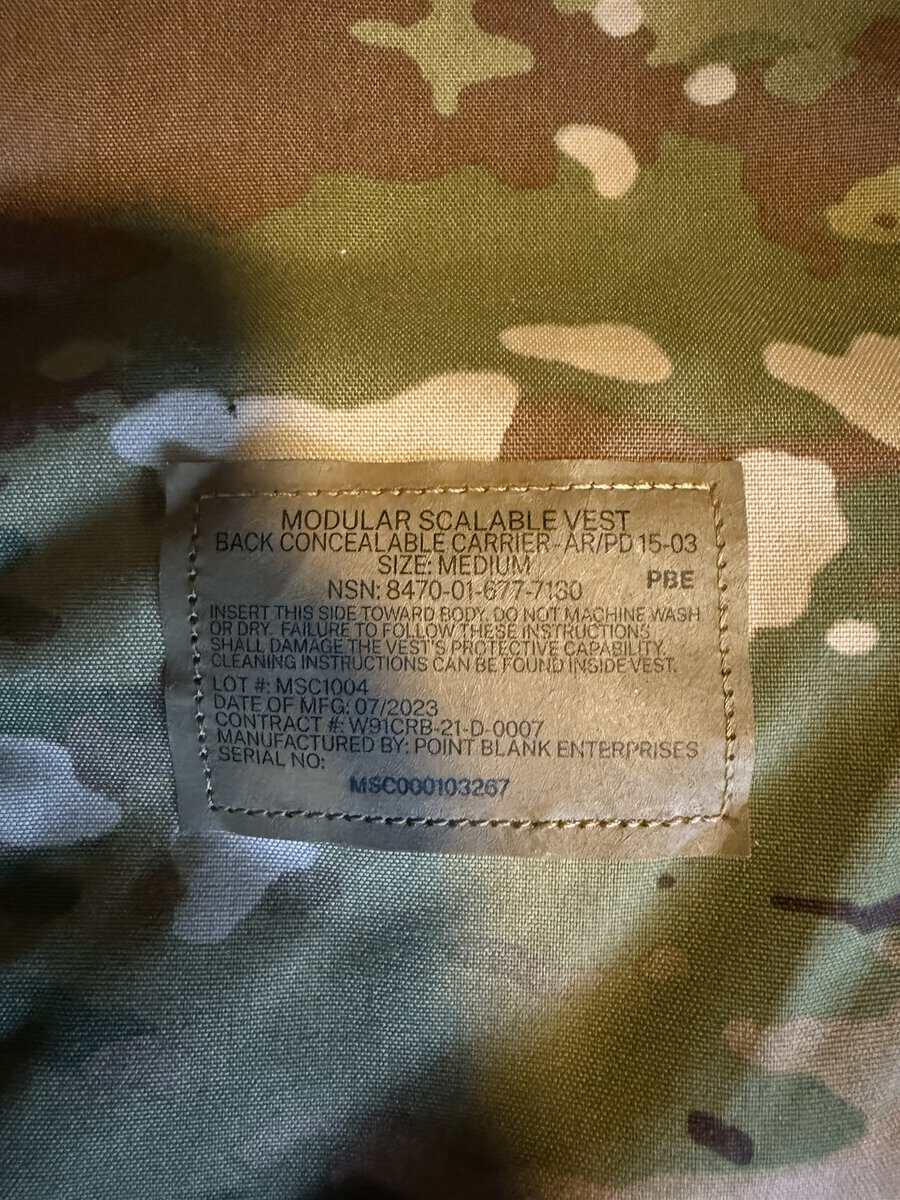 MODULAR SCALABLE VEST
BACK CONCEALABLE CARRIER-AR/PD 15-03
SIZE: MEDIUM
NSN: 8470-01-677-7130
PBE
INSERT THIS SIDE TOWARD BODY. DO NOT MACHINE WASH
OR DRY. FAILURE TO FOLLOW THESE INSTRUCTIONS
SHALL DAMAGE THE VEST'S PROTECTIVE CAPABILITY.
CLEANING INSTRUCTIONS CAN BE FOUND INSIDE VEST.
LOT #: MSC1004
DATE OF MFG: 07/2023
CONTRACT #: W91CRB-21-D-0007
MANUFACTURED BY: POINT BLANK ENTERPRISES
SERIAL NO:
MSC000103267